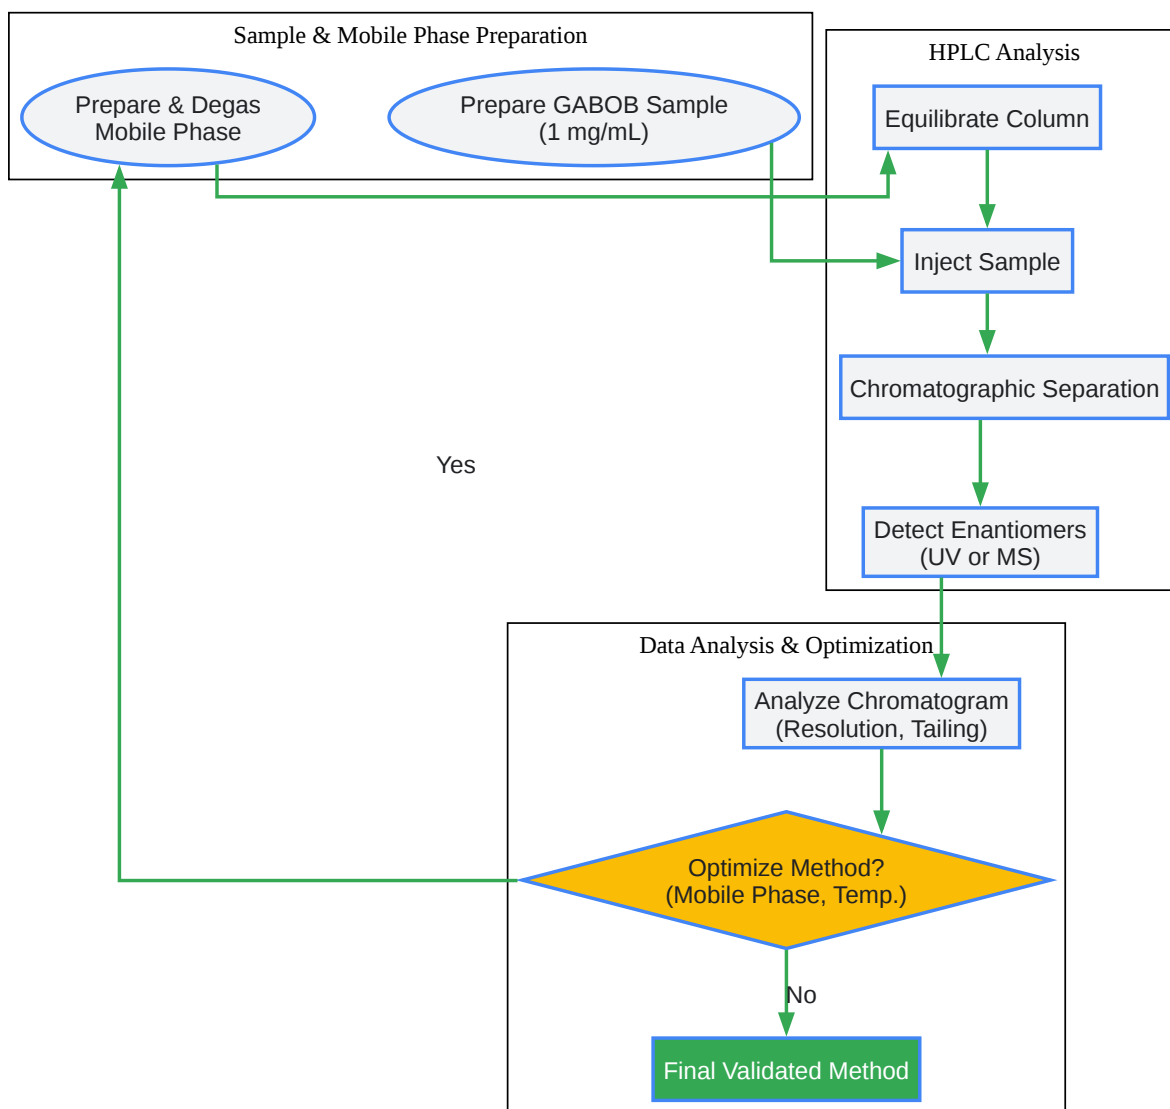 Sample & Mobile Phase Preparation
Prepare & Degas
Mobile Phase
Prepare GABOB Sample
(1 mg/mL)
HPLC Analysis
Equilibrate Column
Inject Sample
Chromatographic Separation
Detect Enantiomers
(UV or MS)
Yes
Data Analysis & Optimization
Analyze Chromatogram
(Resolution, Tailing)
Optimize Method?
(Mobile Phase, Temp.)
No
Final Validated Method